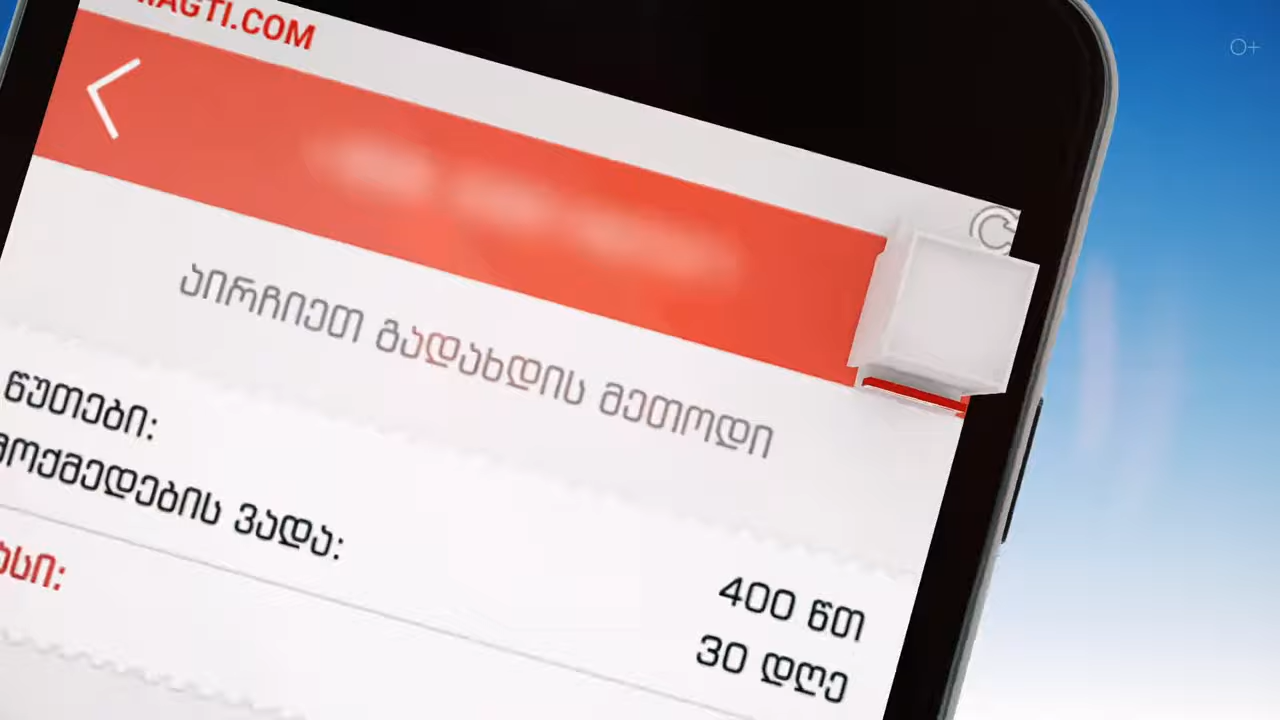 MAGTI.COM
O+
აირჩიეთ გადახდის მეთოდი
წუთები:
400 წთ
მოქმედების ვადა:
30 დღე